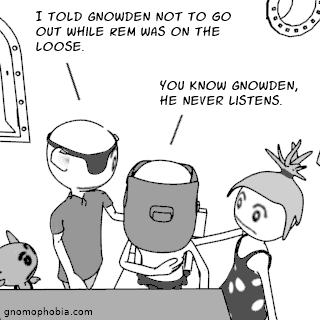 I TOLD GNOWDEN NOT TO GO
OUT WHILE REM WAS ON THE
LOOSE.
YOU KNOW GNOWDEN,
HE NEVER LISTENS.
gnomophobia.com